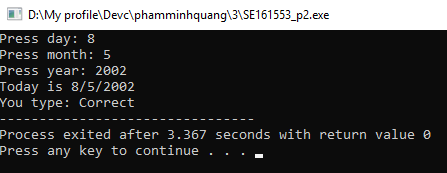 D:\My profile\Devc\phamminhquang\3\SE161553_p2.exe
Press day: 8
Press month: 5
Press year: 2002
Today is 8/5/2002
You type: Correct
--------------------------------
Process exited after 3.367 seconds with return value 0
Press any key to continue . . .